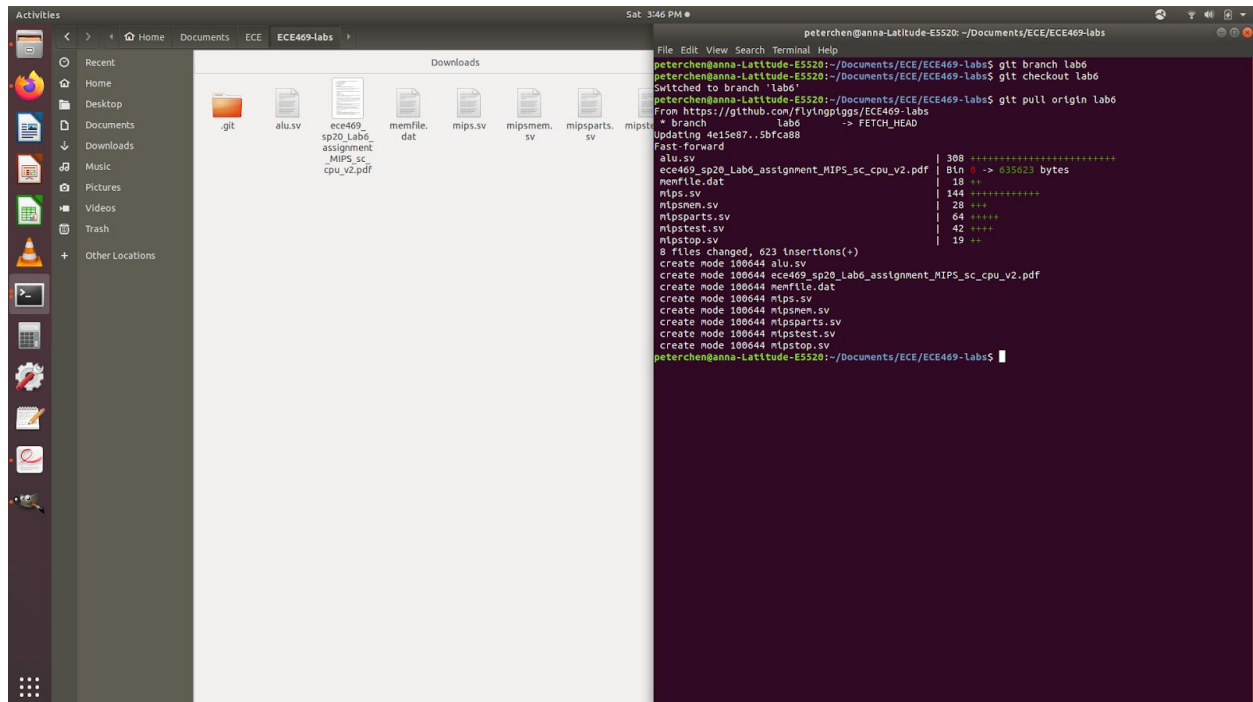 Activities
Sat 3:46 PM
Home Documents ECE ECE469-labs
Recent
Home
Desktop
Documents
Downloads
Music
Pictures
Videos
Trash
+ Other Locations
Downloads
.git
alu.sv
ece469_
sp20_Lab6_
assignment
_MIPS_sc_
cpu_v2.pdf
memfile.
dat
mips.sv
mipsmem.
sv
mipsparts.
sv
mipste
peterchen@anna-Latitude-E5520: ~/Documents/ECE/ECE469-labs
File Edit View Search Terminal Help
peterchen@anna-Latitude-E5520:~/Documents/ECE/ECE469-labs$ git branch lab6
peterchen@anna-Latitude-E5520:~/Documents/ECE/ECE469-labs$ git checkout lab6
Switched to branch 'lab6'
peterchen@anna-Latitude-E5520:~/Documents/ECE/ECE469-labs$ git pull origin lab6
From https://github.com/flyingpiggs/ECE469-labs
 * branch            lab6       -> FETCH_HEAD
Updating 4e15e87..5bfca88
Fast-forward
 alu.sv                                       | 308 ++++++++++++++++++++++++++
 ece469_sp20_Lab6_assignment_MIPS_sc_cpu_v2.pdf | Bin 0 -> 635623 bytes
 memfile.dat                                  |  18 ++
 mips.sv                                      | 144 ++++++++++++
 mipsmem.sv                                   |  28 +++
 mipsparts.sv                                 |  64 +++++
 mipstest.sv                                  |  42 ++++
 mipstop.sv                                   |  19 ++
 8 files changed, 623 insertions(+)
 create mode 100644 alu.sv
 create mode 100644 ece469_sp20_Lab6_assignment_MIPS_sc_cpu_v2.pdf
 create mode 100644 memfile.dat
 create mode 100644 mips.sv
 create mode 100644 mipsmem.sv
 create mode 100644 mipsparts.sv
 create mode 100644 mipstest.sv
 create mode 100644 mipstop.sv
peterchen@anna-Latitude-E5520:~/Documents/ECE/ECE469-labs$